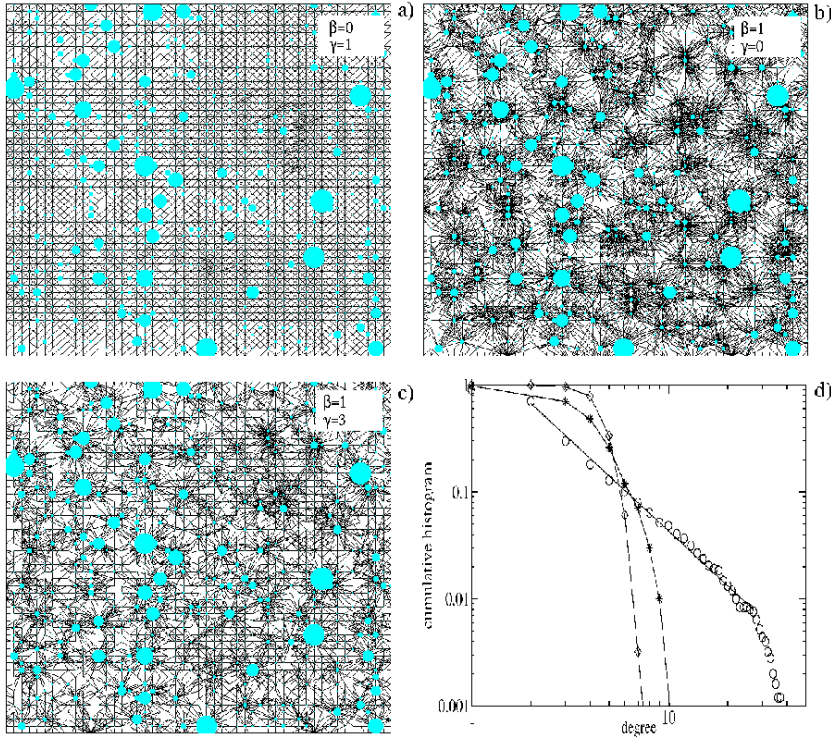 a)
β=0
γ=1
b)
β=1
γ=0
c)
β=1
γ=3
d)
1
0.1
0.01
0.001
cumulative histogram
10
degree